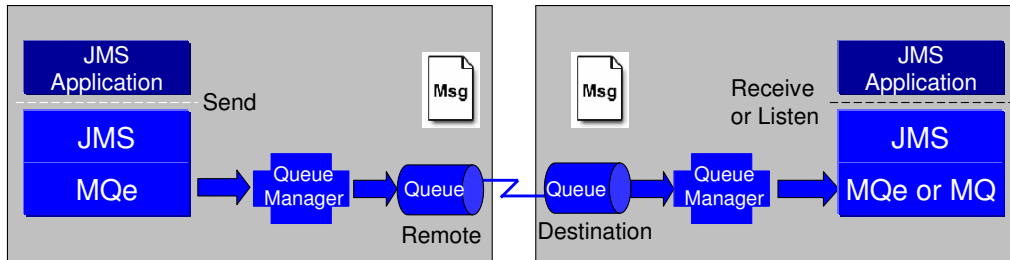 JMS
Application
Send
JMS
MQe
Queue
Manager
Msg
Queue
Remote
Msg
Queue
Destination
Queue
Manager
Receive
or Listen
JMS
Application
JMS
MQe or MQ